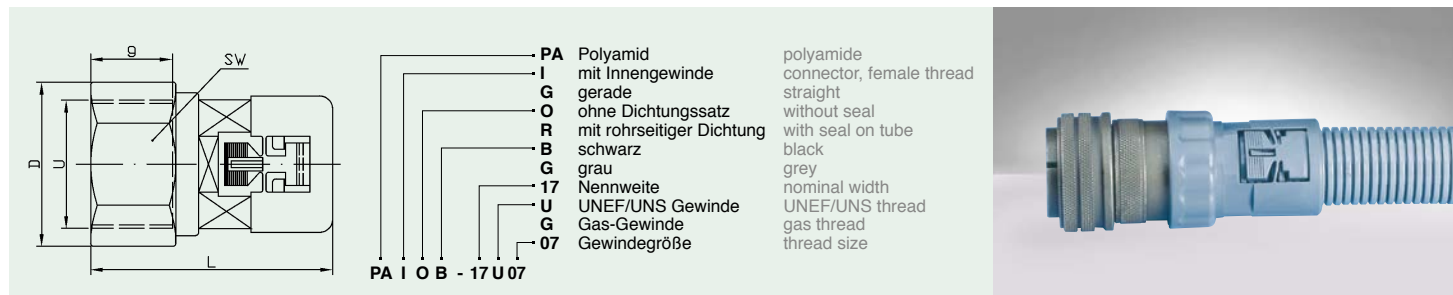 g
SW
D
U
L
PA Polyamid polyamide
I mit Innengewinde connector, female thread
G gerade straight
O ohne Dichtungssatz without seal
R mit rohrseitiger Dichtung with seal on tube
B schwarz black
G grau grey
17 Nennweite nominal width
U UNEF/UNS Gewinde UNEF/UNS thread
G Gas-Gewinde gas thread
07 Gewindegröße thread size
PA I O B - 17 U 07